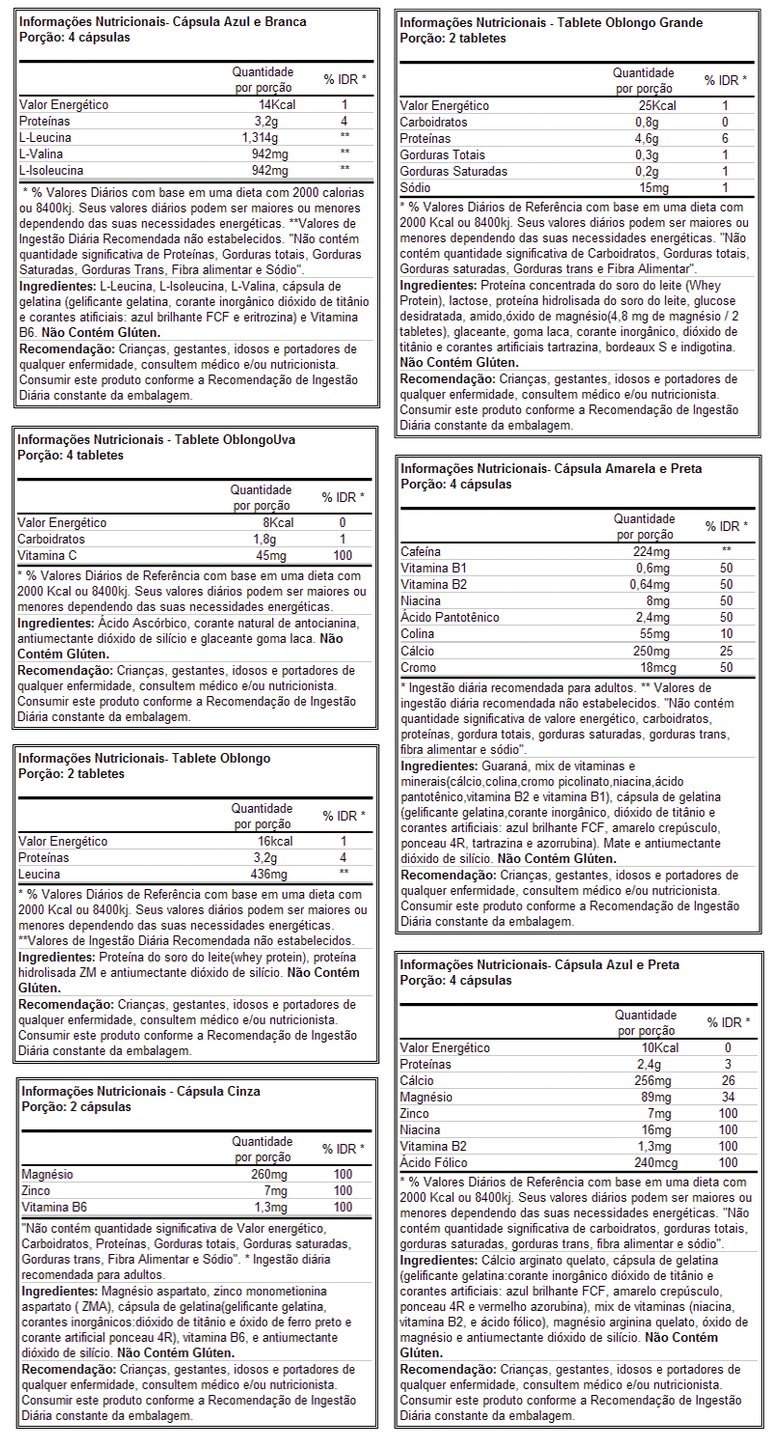 Informações Nutricionais- Cápsula Azul e Branca
Porção: 4 cápsulas
Quantidade
por porção
% IDR *
Valor Energético 14Kcal 1
Proteínas 3,2g 4
L-Leucina 1,314g **
L-Valina 942mg **
L-Isoleucina 942mg **
* % Valores Diários com base em uma dieta com 2000 calorias
ou 8400kj. Seus valores diários podem ser maiores ou menores
dependendo das suas necessidades energéticas. **Valores de
Ingestão Diária Recomendada não estabelecidos. "Não contém
quantidade significativa de Proteínas, Gorduras totais, Gorduras
Saturadas, Gorduras Trans, Fibra alimentar e Sódio".
Ingredientes: L-Leucina, L-Isoleucina, L-Valina, cápsula de
gelatina (gelificante gelatina, corante inorgânico dióxido de titânio
e corantes artificiais: azul brilhante FCF e eritrozina) e Vitamina
B6. Não Contém Glúten.
Recomendação: Crianças, gestantes, idosos e portadores de
qualquer enfermidade, consultem médico e/ou nutricionista.
Consumir este produto conforme a Recomendação de Ingestão
Diária constante da embalagem.
Informações Nutricionais - Tablete OblongoUva
Porção: 4 tabletes
Quantidade
por porção
% IDR *
Valor Energético 8Kcal 0
Carboidratos 1,8g 1
Vitamina C 45mg 100
* % Valores Diários de Referência com base em uma dieta com
2000 Kcal ou 8400kj. Seus valores diários podem ser maiores ou
menores dependendo das suas necessidades energéticas.
Ingredientes: Ácido Ascórbico, corante natural de antocianina,
antiumectante dióxido de silício e glaceante goma laca. Não
Contém Glúten.
Recomendação: Crianças, gestantes, idosos e portadores de
qualquer enfermidade, consultem médico e/ou nutricionista.
Consumir este produto conforme a Recomendação de Ingestão
Diária constante da embalagem.
Informações Nutricionais- Tablete Oblongo
Porção: 2 tabletes
Quantidade
por porção
% IDR *
Valor Energético 16kcal 1
Proteínas 3,2g 4
Leucina 436mg **
* % Valores Diários de Referência com base em uma dieta com
2000 Kcal ou 8400kj. Seus valores diários podem ser maiores ou
menores dependendo das suas necessidades energéticas.
**Valores de Ingestão Diária Recomendada não estabelecidos.
Ingredientes: Proteína do soro do leite(whey protein), proteína
hidrolisada ZM e antiumectante dióxido de silício. Não Contém
Glúten.
Recomendação: Crianças, gestantes, idosos e portadores de
qualquer enfermidade, consultem médico e/ou nutricionista.
Consumir este produto conforme a Recomendação de Ingestão
Diária constante da embalagem.
Informações Nutricionais - Cápsula Cinza
Porção: 2 cápsulas
Quantidade
por porção
% IDR *
Magnésio 260mg 100
Zinco 7mg 100
Vitamina B6 1,3mg 100
"Não contém quantidade significativa de Valor energético,
Carboidratos, Proteínas, Gorduras totais, Gorduras saturadas,
Gorduras trans, Fibra Alimentar e Sódio". * Ingestão diária
recomendada para adultos.
Ingredientes: Magnésio aspartato, zinco monometionina
aspartato ( ZMA), cápsula de gelatina(gelificante gelatina,
corantes inorgânicos:dióxido de titânio e óxido de ferro preto e
corante artificial ponceau 4R), vitamina B6, e antiumectante
dióxido de silício. Não Contém Glúten.
Recomendação: Crianças, gestantes, idosos e portadores de
qualquer enfermidade, consultem médico e/ou nutricionista.
Consumir este produto conforme a Recomendação de Ingestão
Diária constante da embalagem.
Informações Nutricionais - Tablete Oblongo Grande
Porção: 2 tabletes
Quantidade
por porção
% IDR *
Valor Energético 25Kcal 1
Carboidratos 0,8g 0
Proteínas 4,6g 6
Gorduras Totais 0,3g 1
Gorduras Saturadas 0,2g 1
Sódio 15mg 1
* % Valores Diários de Referência com base em uma dieta com
2000 Kcal ou 8400kj. Seus valores diários podem ser maiores ou
menores dependendo das suas necessidades energéticas. "Não
contém quantidade significativa de Carboidratos, Gorduras totais,
Gorduras saturadas, Gorduras trans e Fibra Alimentar".
Ingredientes: Proteína concentrada do soro do leite (Whey
Protein), lactose, proteína hidrolisada do soro do leite, glucose
desidratada, amido,óxido de magnésio(4,8 mg de magnésio / 2
tabletes), glaceante, goma laca, corante inorgânico, dióxido de
titânio e corantes artificiais tartrazina, bordeaux S e indigotina.
Não Contém Glúten.
Recomendação: Crianças, gestantes, idosos e portadores de
qualquer enfermidade, consultem médico e/ou nutricionista.
Consumir este produto conforme a Recomendação de Ingestão
Diária constante da embalagem.
Informações Nutricionais- Cápsula Amarela e Preta
Porção: 4 cápsulas
Quantidade
por porção
% IDR *
Cafeína 224mg **
Vitamina B1 0,6mg 50
Vitamina B2 0,64mg 50
Niacina 8mg 50
Ácido Pantotênico 2,4mg 50
Colina 55mg 10
Cálcio 250mg 25
Cromo 18mcg 50
* Ingestão diária recomendada para adultos. ** Valores de
ingestão diária recomendada não estabelecidos. "Não contém
quantidade significativa de valore energético, carboidratos,
proteínas, gordura totais, gorduras saturadas, gorduras trans,
fibra alimentar e sódio".
Ingredientes: Guaraná, mix de vitaminas e
minerais(cálcio,colina,cromo picolinato,niacina,ácido
pantotênico,vitamina B2 e vitamina B1), cápsula de gelatina
(gelificante gelatina,corante inorgânico, dióxido de titânio e
corantes artificiais: azul brilhante FCF, amarelo crepúsculo,
ponceau 4R, tartrazina e azorrubina). Mate e antiumectante
dióxido de silício. Não Contém Glúten.
Recomendação: Crianças, gestantes, idosos e portadores de
qualquer enfermidade, consultem médico e/ou nutricionista.
Consumir este produto conforme a Recomendação de Ingestão
Diária constante da embalagem.
Informações Nutricionais- Cápsula Azul e Preta
Porção: 4 cápsulas
Quantidade
por porção
% IDR *
Valor Energético 10Kcal 0
Proteínas 2,4g 3
Cálcio 256mg 26
Magnésio 89mg 34
Zinco 7mg 100
Niacina 16mg 100
Vitamina B2 1,3mg 100
Ácido Fólico 240mcg 100
* % Valores Diários de Referência com base em uma dieta com
2000 Kcal ou 8400kj. Seus valores diários podem ser maiores ou
menores dependendo das suas necessidades energéticas. "Não
contém quantidade significativa de carboidratos, gorduras totais,
gorduras saturadas, gorduras trans, fibra alimentar e sódio".
Ingredientes: Cálcio arginato quelato, cápsula de gelatina
(gelificante gelatina:corante inorgânico dióxido de titânio e
corantes artificiais: azul brilhante FCF, amarelo crepúsculo,
ponceau 4R e vermelho azorubina), mix de vitaminas (niacina,
vitamina B2, e ácido fólico), magnésio arginina quelato, óxido de
magnésio e antiumectante dióxido de silício. Não Contém
Glúten.
Recomendação: Crianças, gestantes, idosos e portadores de
qualquer enfermidade, consultem médico e/ou nutricionista.
Consumir este produto conforme a Recomendação de Ingestão
Diária constante da embalagem.